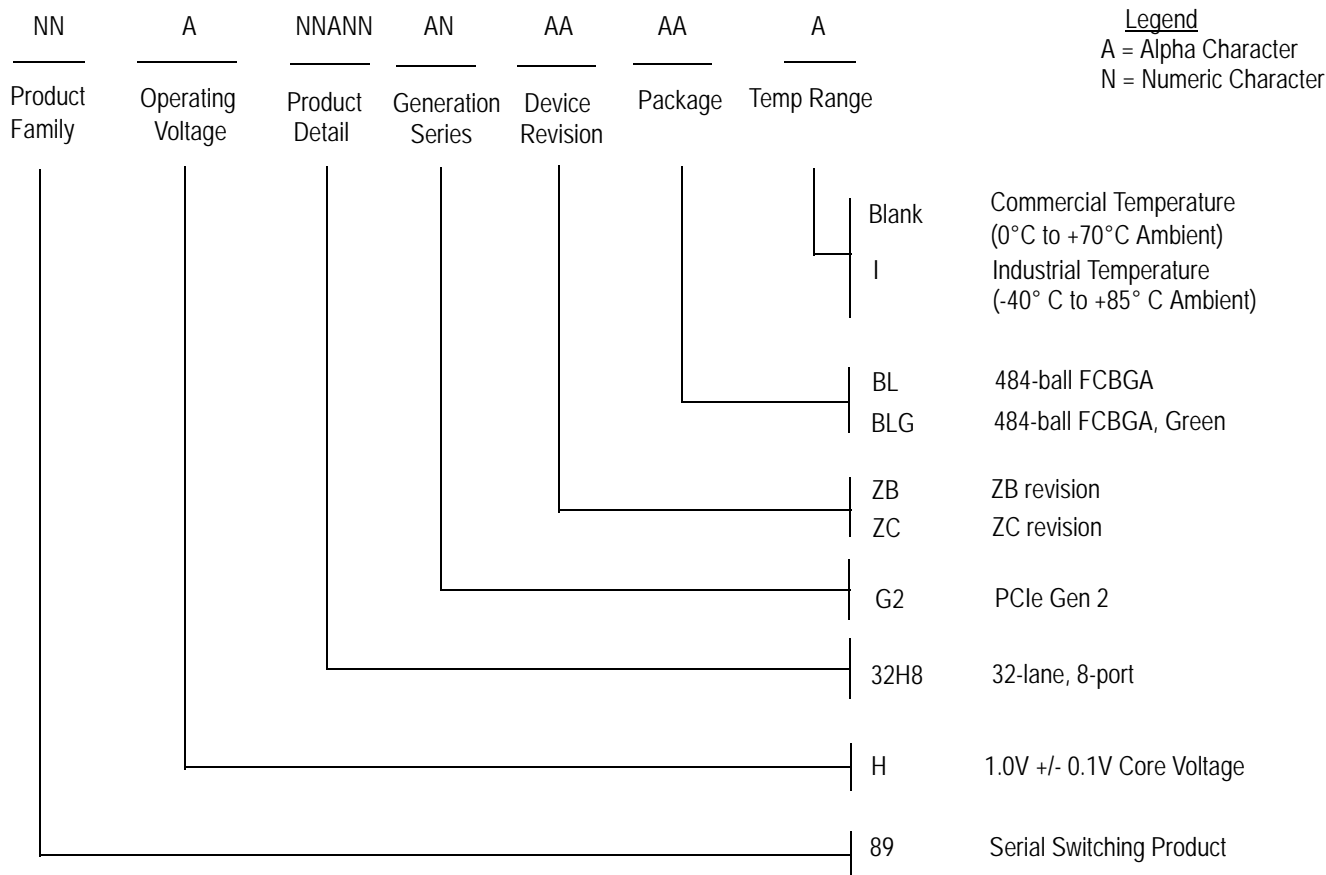 NN A NNANN AN AA AA A
Legend
A = Alpha Character
N = Numeric Character
Product
Family
Operating
Voltage
Product
Detail
Generation
Series
Device
Revision
Package
Temp Range
Blank Commercial Temperature
(0°C to +70°C Ambient)
I Industrial Temperature
(-40° C to +85° C Ambient)
BL 484-ball FCBGA
BLG 484-ball FCBGA, Green
ZB ZB revision
ZC ZC revision
G2 PCIe Gen 2
32H8 32-lane, 8-port
H 1.0V +/- 0.1V Core Voltage
89 Serial Switching Product